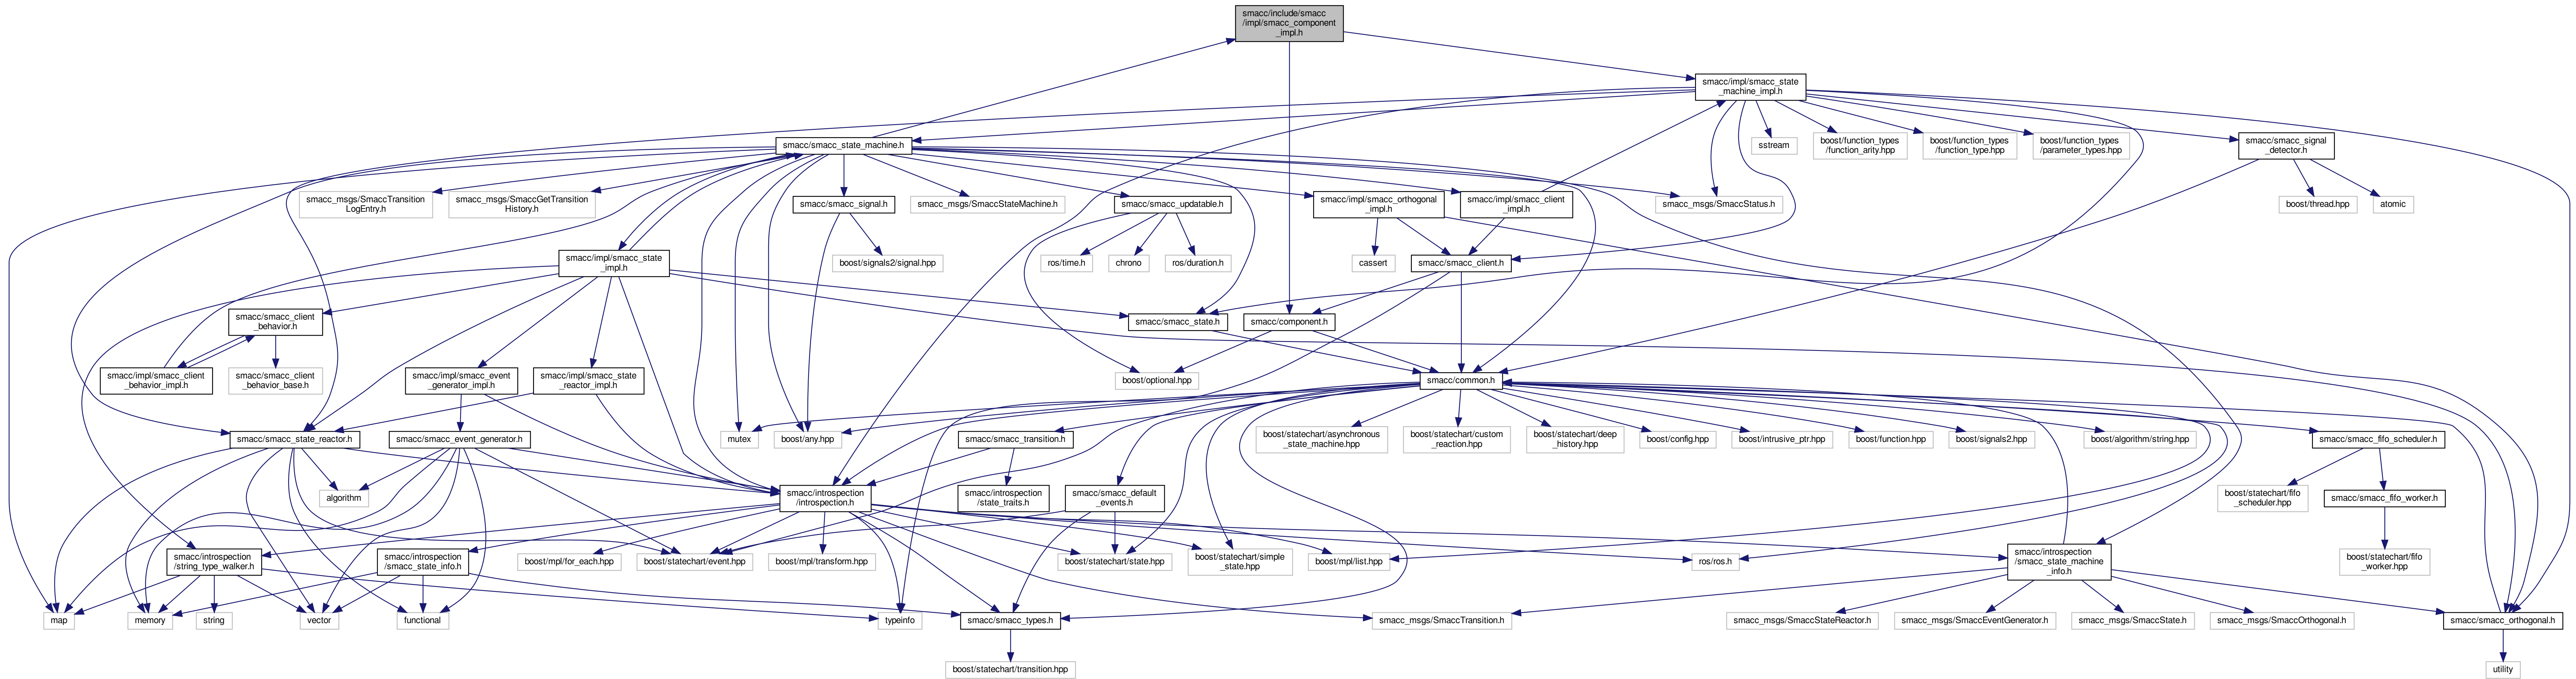 smacc/include/smacc
/impl/smacc_component
_impl.h
smacc/impl/smacc_state
_machine_impl.h
smacc/smacc_state_machine.h
sstream
boost/function_types
/function_arity.hpp
boost/function_types
/function_type.hpp
boost/function_types
/parameter_types.hpp
smacc/smacc_signal
_detector.h
smacc_msgs/SmaccTransition
LogEntry.h
smacc_msgs/SmaccGetTransition
History.h
smacc/smacc_signal.h
smacc_msgs/SmaccStateMachine.h
smacc/smacc_updatable.h
smacc/impl/smacc_orthogonal
_impl.h
smacc/impl/smacc_client
_impl.h
smacc_msgs/SmaccStatus.h
boost/thread.hpp
atomic
smacc/impl/smacc_state
_impl.h
boost/signals2/signal.hpp
ros/time.h
chrono
ros/duration.h
cassert
smacc/smacc_client.h
smacc/smacc_client
_behavior.h
smacc/smacc_state.h
smacc/component.h
smacc/impl/smacc_client
_behavior_impl.h
smacc/smacc_client
_behavior_base.h
smacc/impl/smacc_event
_generator_impl.h
smacc/impl/smacc_state
_reactor_impl.h
boost/optional.hpp
smacc/common.h
smacc/smacc_state_reactor.h
smacc/smacc_event_generator.h
mutex
boost/any.hpp
smacc/smacc_transition.h
boost/statechart/asynchronous
_state_machine.hpp
boost/statechart/custom
_reaction.hpp
boost/statechart/deep
_history.hpp
boost/config.hpp
boost/intrusive_ptr.hpp
boost/function.hpp
boost/signals2.hpp
boost/algorithm/string.hpp
smacc/smacc_fifo_scheduler.h
algorithm
smacc/introspection
/introspection.h
smacc/introspection
/state_traits.h
smacc/smacc_default
_events.h
boost/statechart/fifo
_scheduler.hpp
smacc/smacc_fifo_worker.h
smacc/introspection
/string_type_walker.h
smacc/introspection
/smacc_state_info.h
boost/mpl/for_each.hpp
boost/statechart/event.hpp
boost/mpl/transform.hpp
boost/statechart/state.hpp
boost/statechart/simple
_state.hpp
boost/mpl/list.hpp
ros/ros.h
smacc/introspection
/smacc_state_machine
_info.h
boost/statechart/fifo
_worker.hpp
map
memory
string
vector
functional
typeinfo
smacc/smacc_types.h
smacc_msgs/SmaccTransition.h
smacc_msgs/SmaccStateReactor.h
smacc_msgs/SmaccEventGenerator.h
smacc_msgs/SmaccState.h
smacc_msgs/SmaccOrthogonal.h
smacc/smacc_orthogonal.h
boost/statechart/transition.hpp
utility